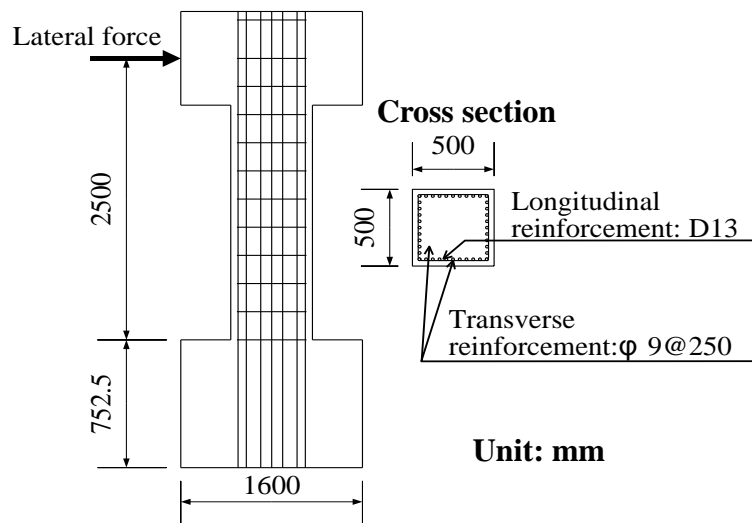 Lateral force
2500
752.5
1600
Cross section
500
500
Longitudinal
reinforcement: D13
Transverse
reinforcement:φ 9@250
Unit: mm